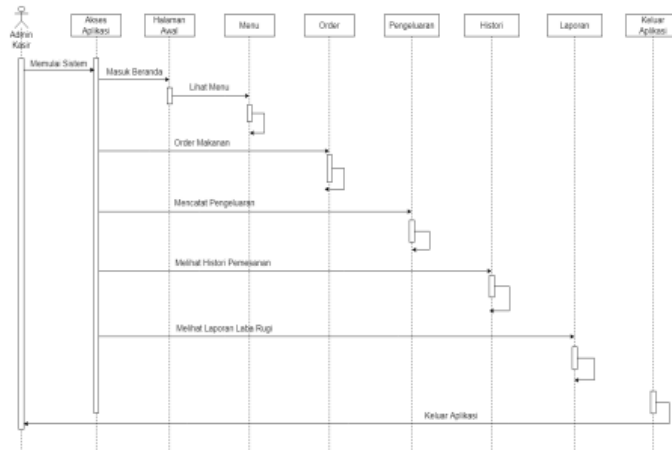 Admin
Kasir
Akses
Aplikasi
Halaman
Awal
Menu
Order
Pengeluaran
Histori
Laporan
Keluar
Aplikasi
Memulai Sistem
Masuk Beranda
Lihat Menu
Order Makanan
Mencatat Pengeluaran
Melihat Histori Pemesanan
Melihat Laporan Laba Rugi
Keluar Aplikasi